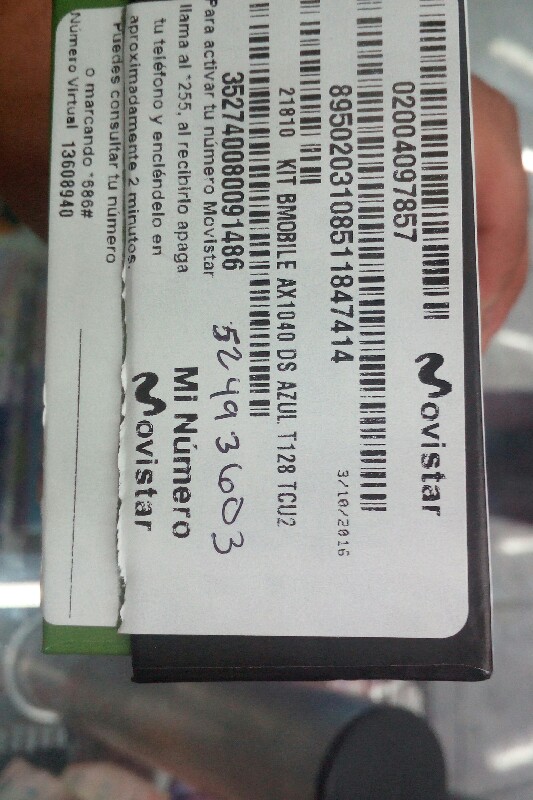 02004097857
Movistar
8950203108511847414
3/10/2016
21810 KIT BMOBILE AX1040 DS AZUL T128 TCU2
352740080091486
52493603
Para activar tu número Movistar
llama al *255, al recibirlo apaga
tu teléfono y enciéndelo en
aproximadamente 2 minutos.
Mi Número
Movistar
Puedes consultar tu número
o marcando *686#
Número Virtual 13608940